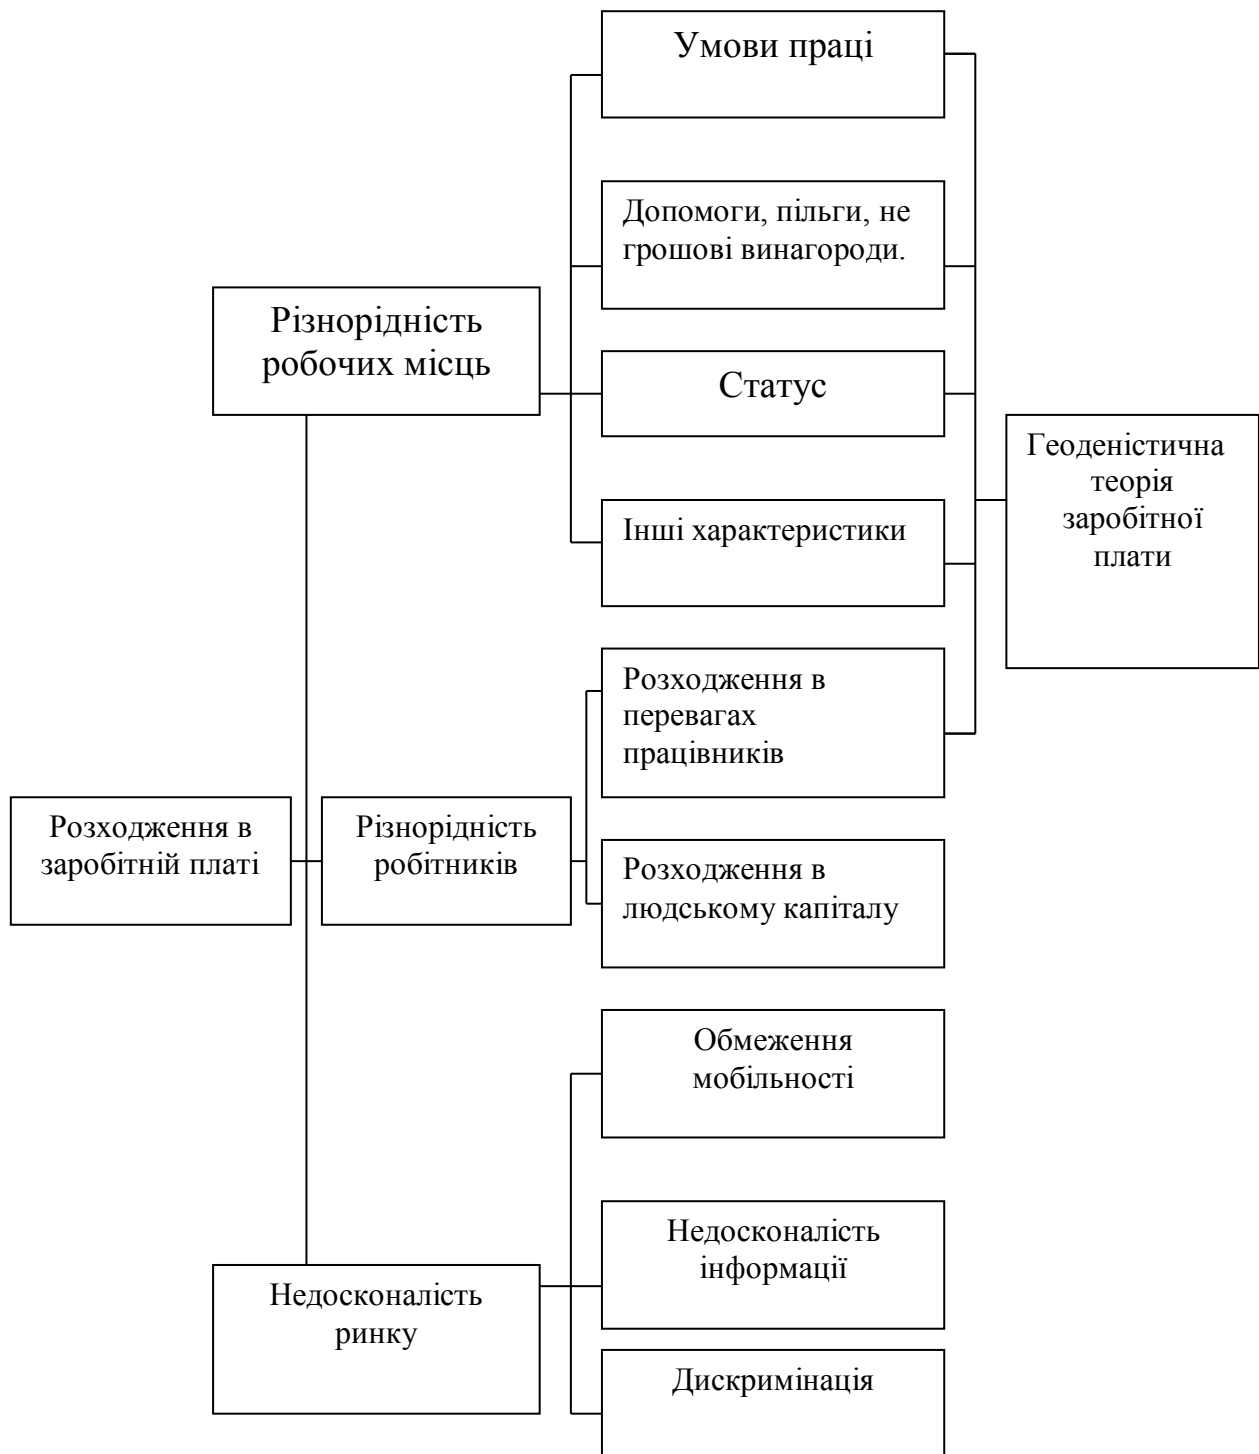 Умови праці
Допомоги, пільги, не
грошові винагороди.
Різнорідність
робочих місць
Статус
Геоденістична
теорія
заробітної
плати
Інші характеристики
Розходження в
перевагах
працівників
Розходження в
заробітній платі
Різнорідність
робітників
Розходження в
людському капіталу
Обмеження
мобільності
Недосконалість
інформації
Недосконалість
ринку
Дискримінація